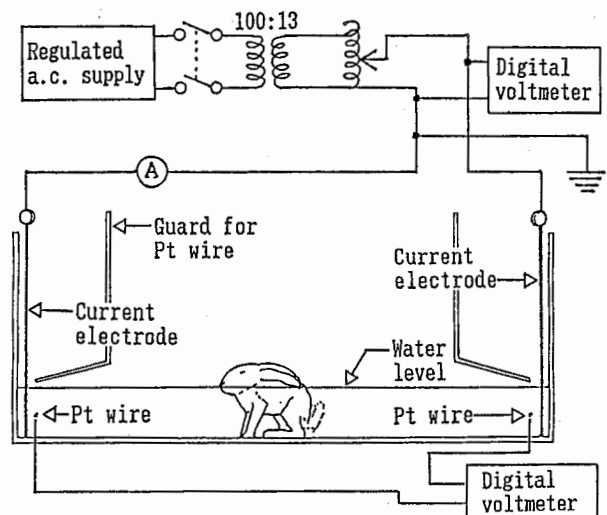 100:13
Regulated
a.c. supply
Digital
voltmeter
A
Guard for
Pt wire
Current
electrode
Current
electrode
Water
level
Pt wire
Pt wire
Digital
voltmeter